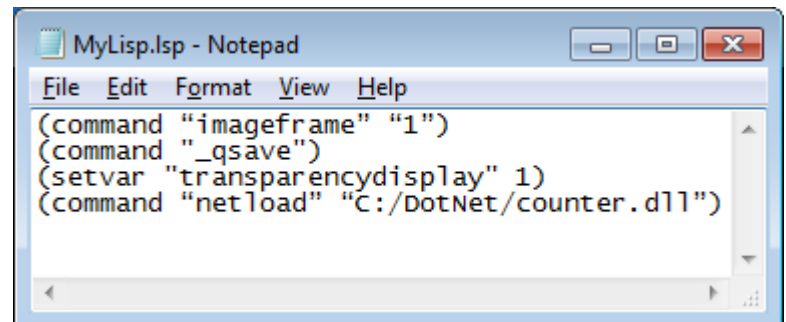 MyLisp.lsp - Notepad
File Edit Format View Help
(command “imageframe” “1”)
(command "_qsave")
(setvar "transparencydisplay" 1)
(command “netload” “C:/DotNet/counter.dll”)